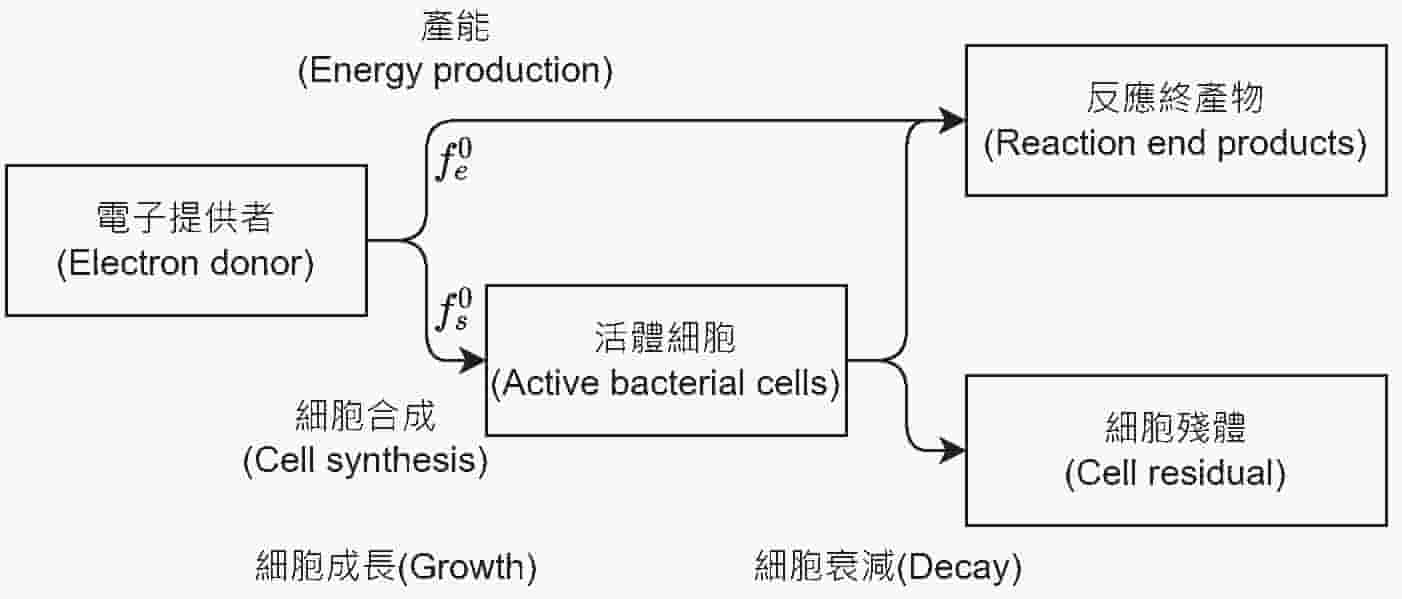 產能
(Energy production)
反應終產物
(Reaction end products)
$f_e^0$
電子提供者
(Electron donor)
$f_s^0$
活體細胞
(Active bacterial cells)
細胞合成
(Cell synthesis)
細胞殘體
(Cell residual)
細胞成長(Growth)
細胞衰減(Decay)